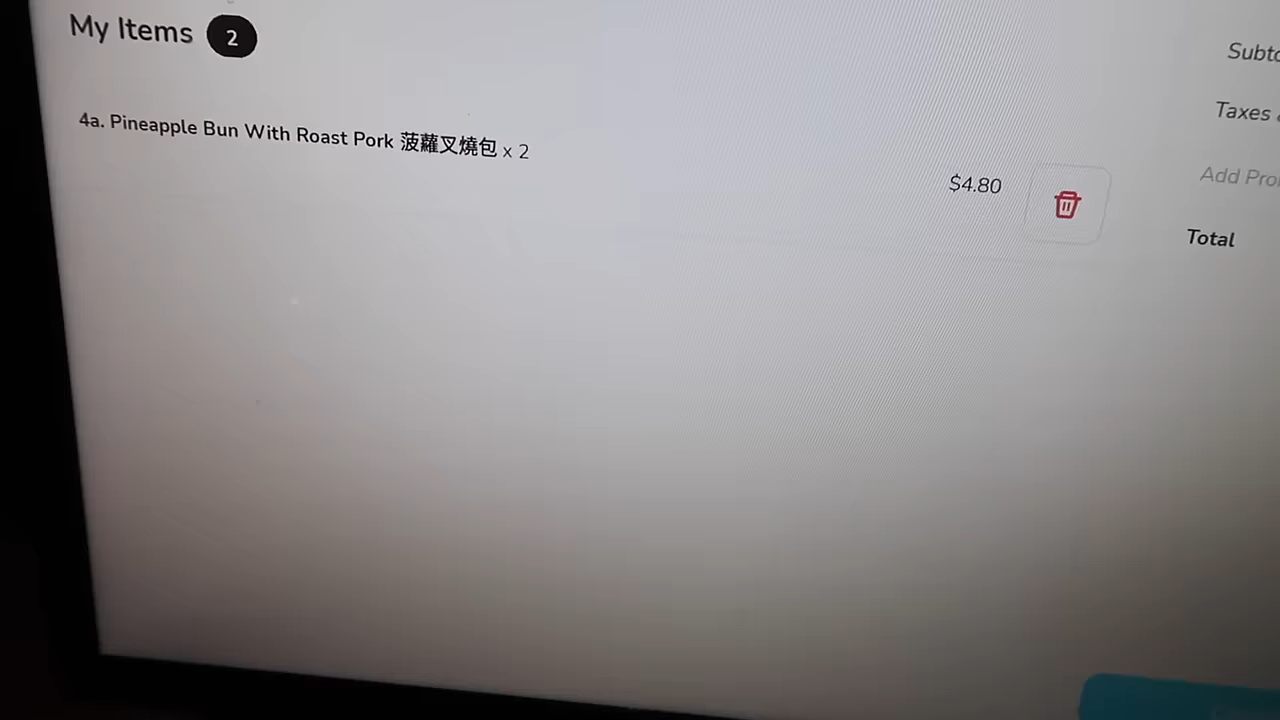 My Items 2
4a. Pineapple Bun With Roast Pork 菠蘿叉燒包 x 2
$4.80
Taxes
Add
Total